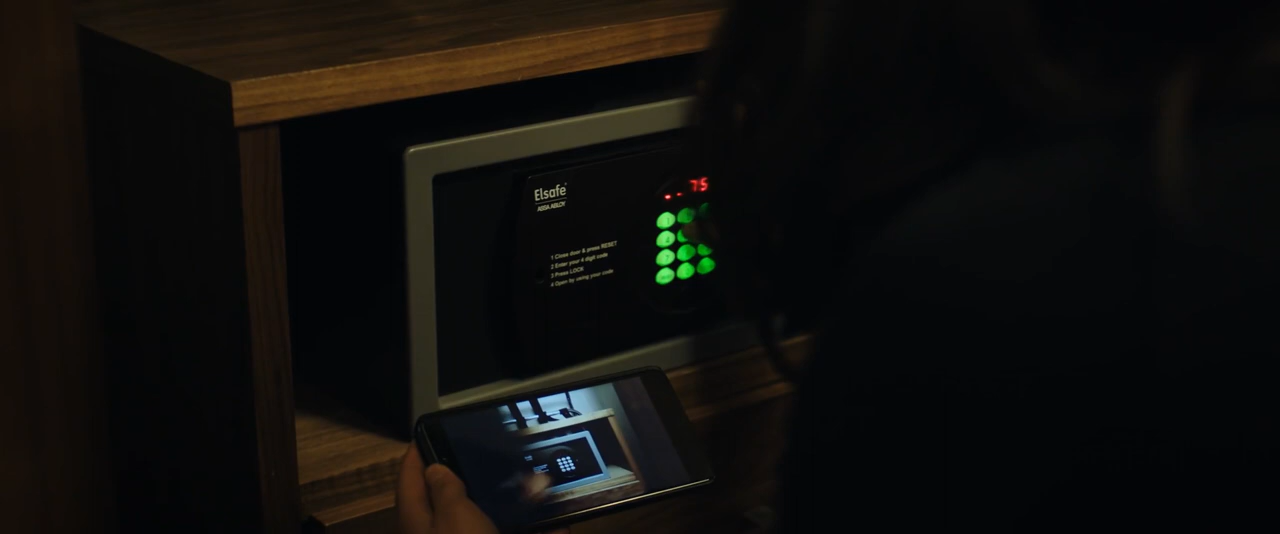 Elsafe
ASSA ABLOY
75
1 Close door & press RESET
2 Enter your 4 digit code
3 Press LOCK
4 Open by using your code